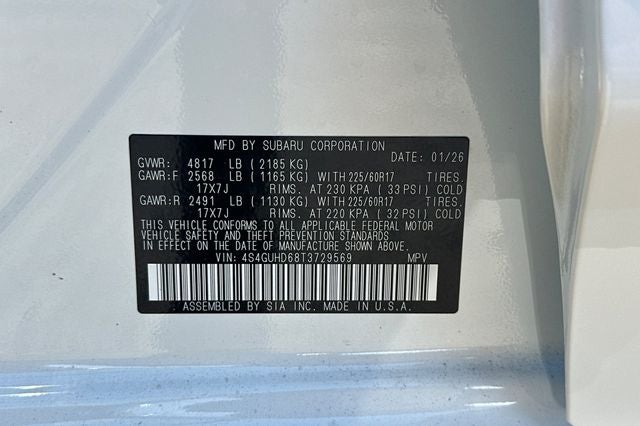 MFD BY SUBARU CORPORATION
GVWR: 4817 LB ( 2185 KG) DATE: 01/26
GAWR:F 2568 LB ( 1165 KG) WITH 225/60R17 TIRES.
17X7J RIMS. AT 230 KPA ( 33 PSI) COLD
GAWR:R 2491 LB ( 1130 KG) WITH 225/60R17 TIRES.
17X7J RIMS. AT 220 KPA ( 32 PSI) COLD
THIS VEHICLE CONFORMS TO ALL APPLICABLE FEDERAL MOTOR
VEHICLE SAFETY AND THEFT PREVENTION STANDARDS
IN EFFECT ON THE DATE OF MANUFACTURE SHOWN ABOVE.
VIN: 4S4GUHD68T3729569 MPV
ASSEMBLED BY SIA INC. MADE IN U.S.A.